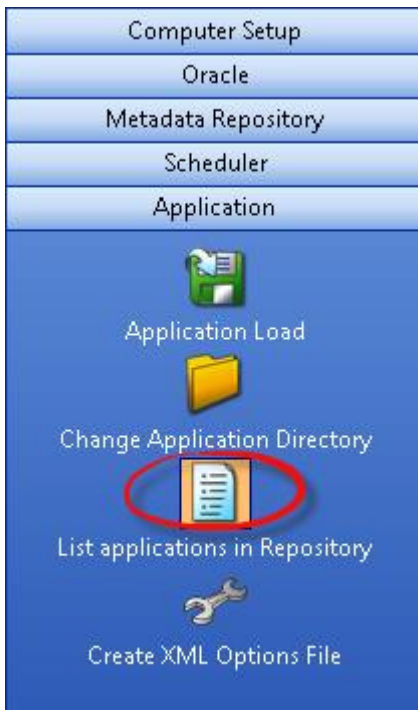 Computer Setup
Oracle
Metadata Repository
Scheduler
Application
Application Load
Change Application Directory
List applications in Repository
Create XML Options File